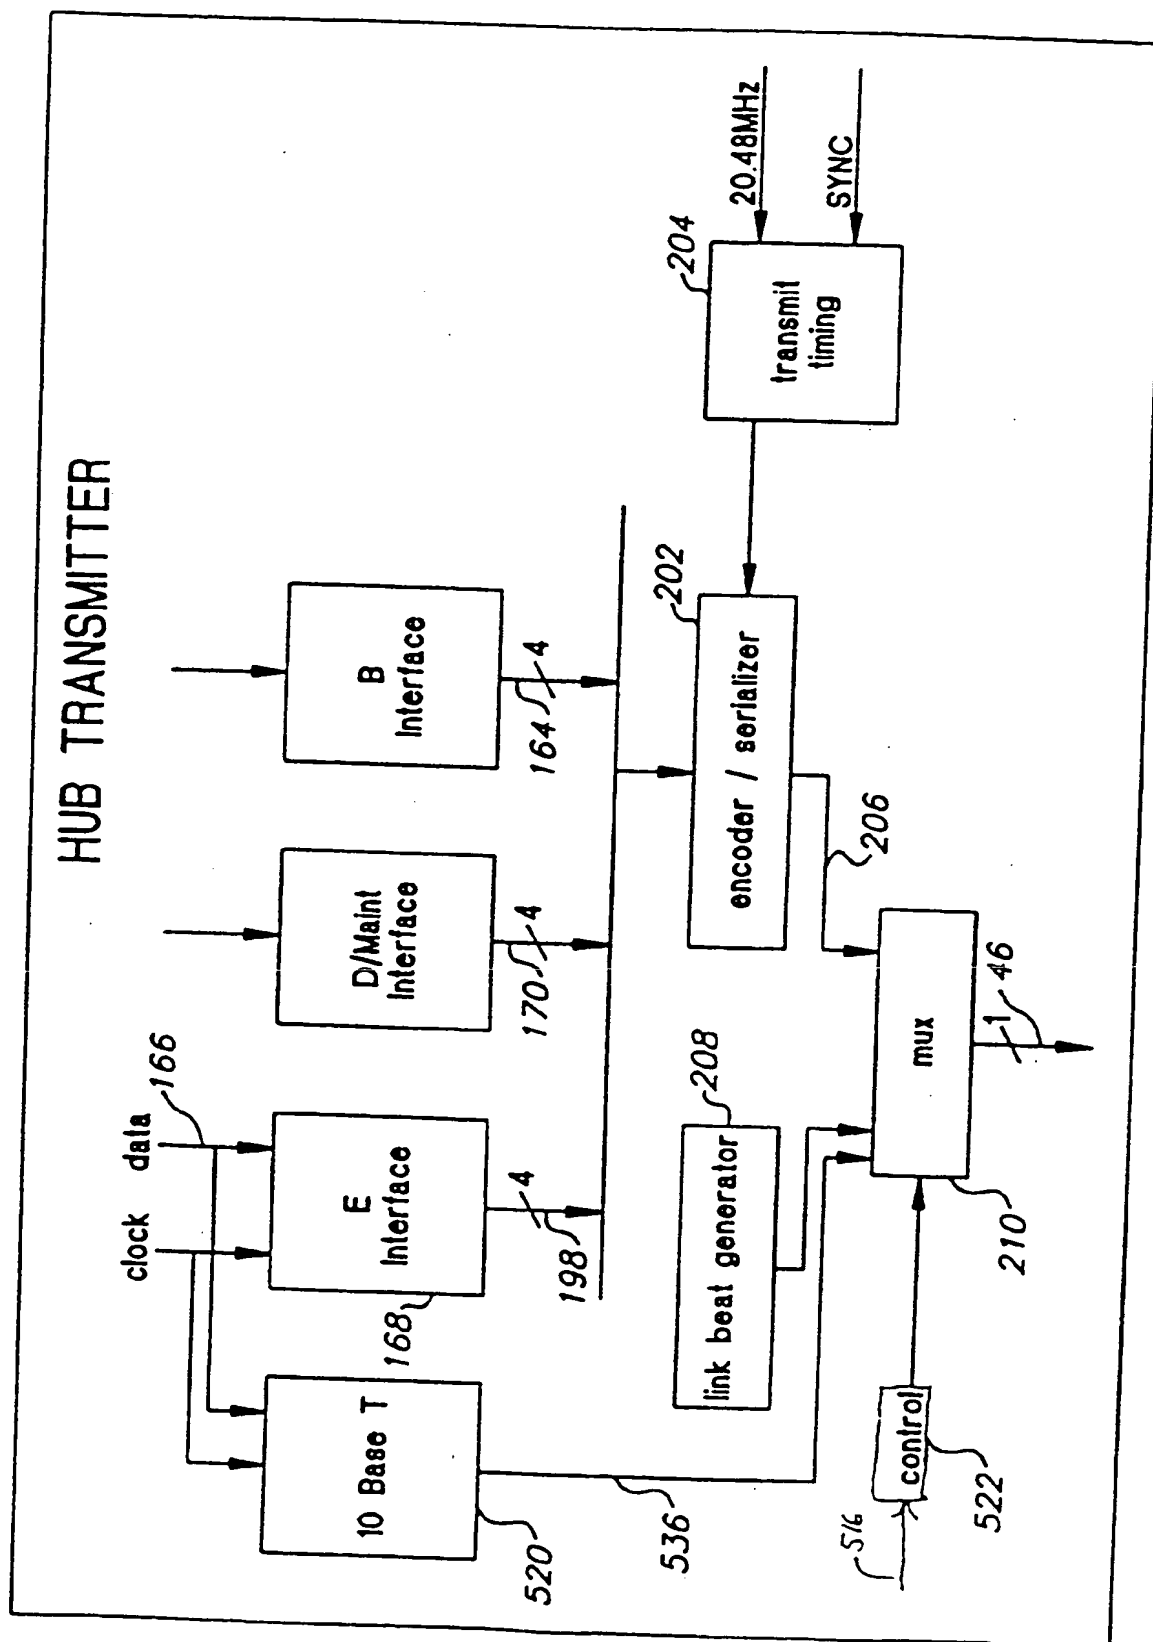 HUB TRANSMITTER
clock
data
166
10 Base T
520
E
Interface
168
D/Maint
Interface
B
Interface
4
198
170
4
164
4
536
link beat generator
208
encoder / serializer
202
transmit
timing
204
20.48MHz
SYNC
206
516
control
522
mux
210
1
46